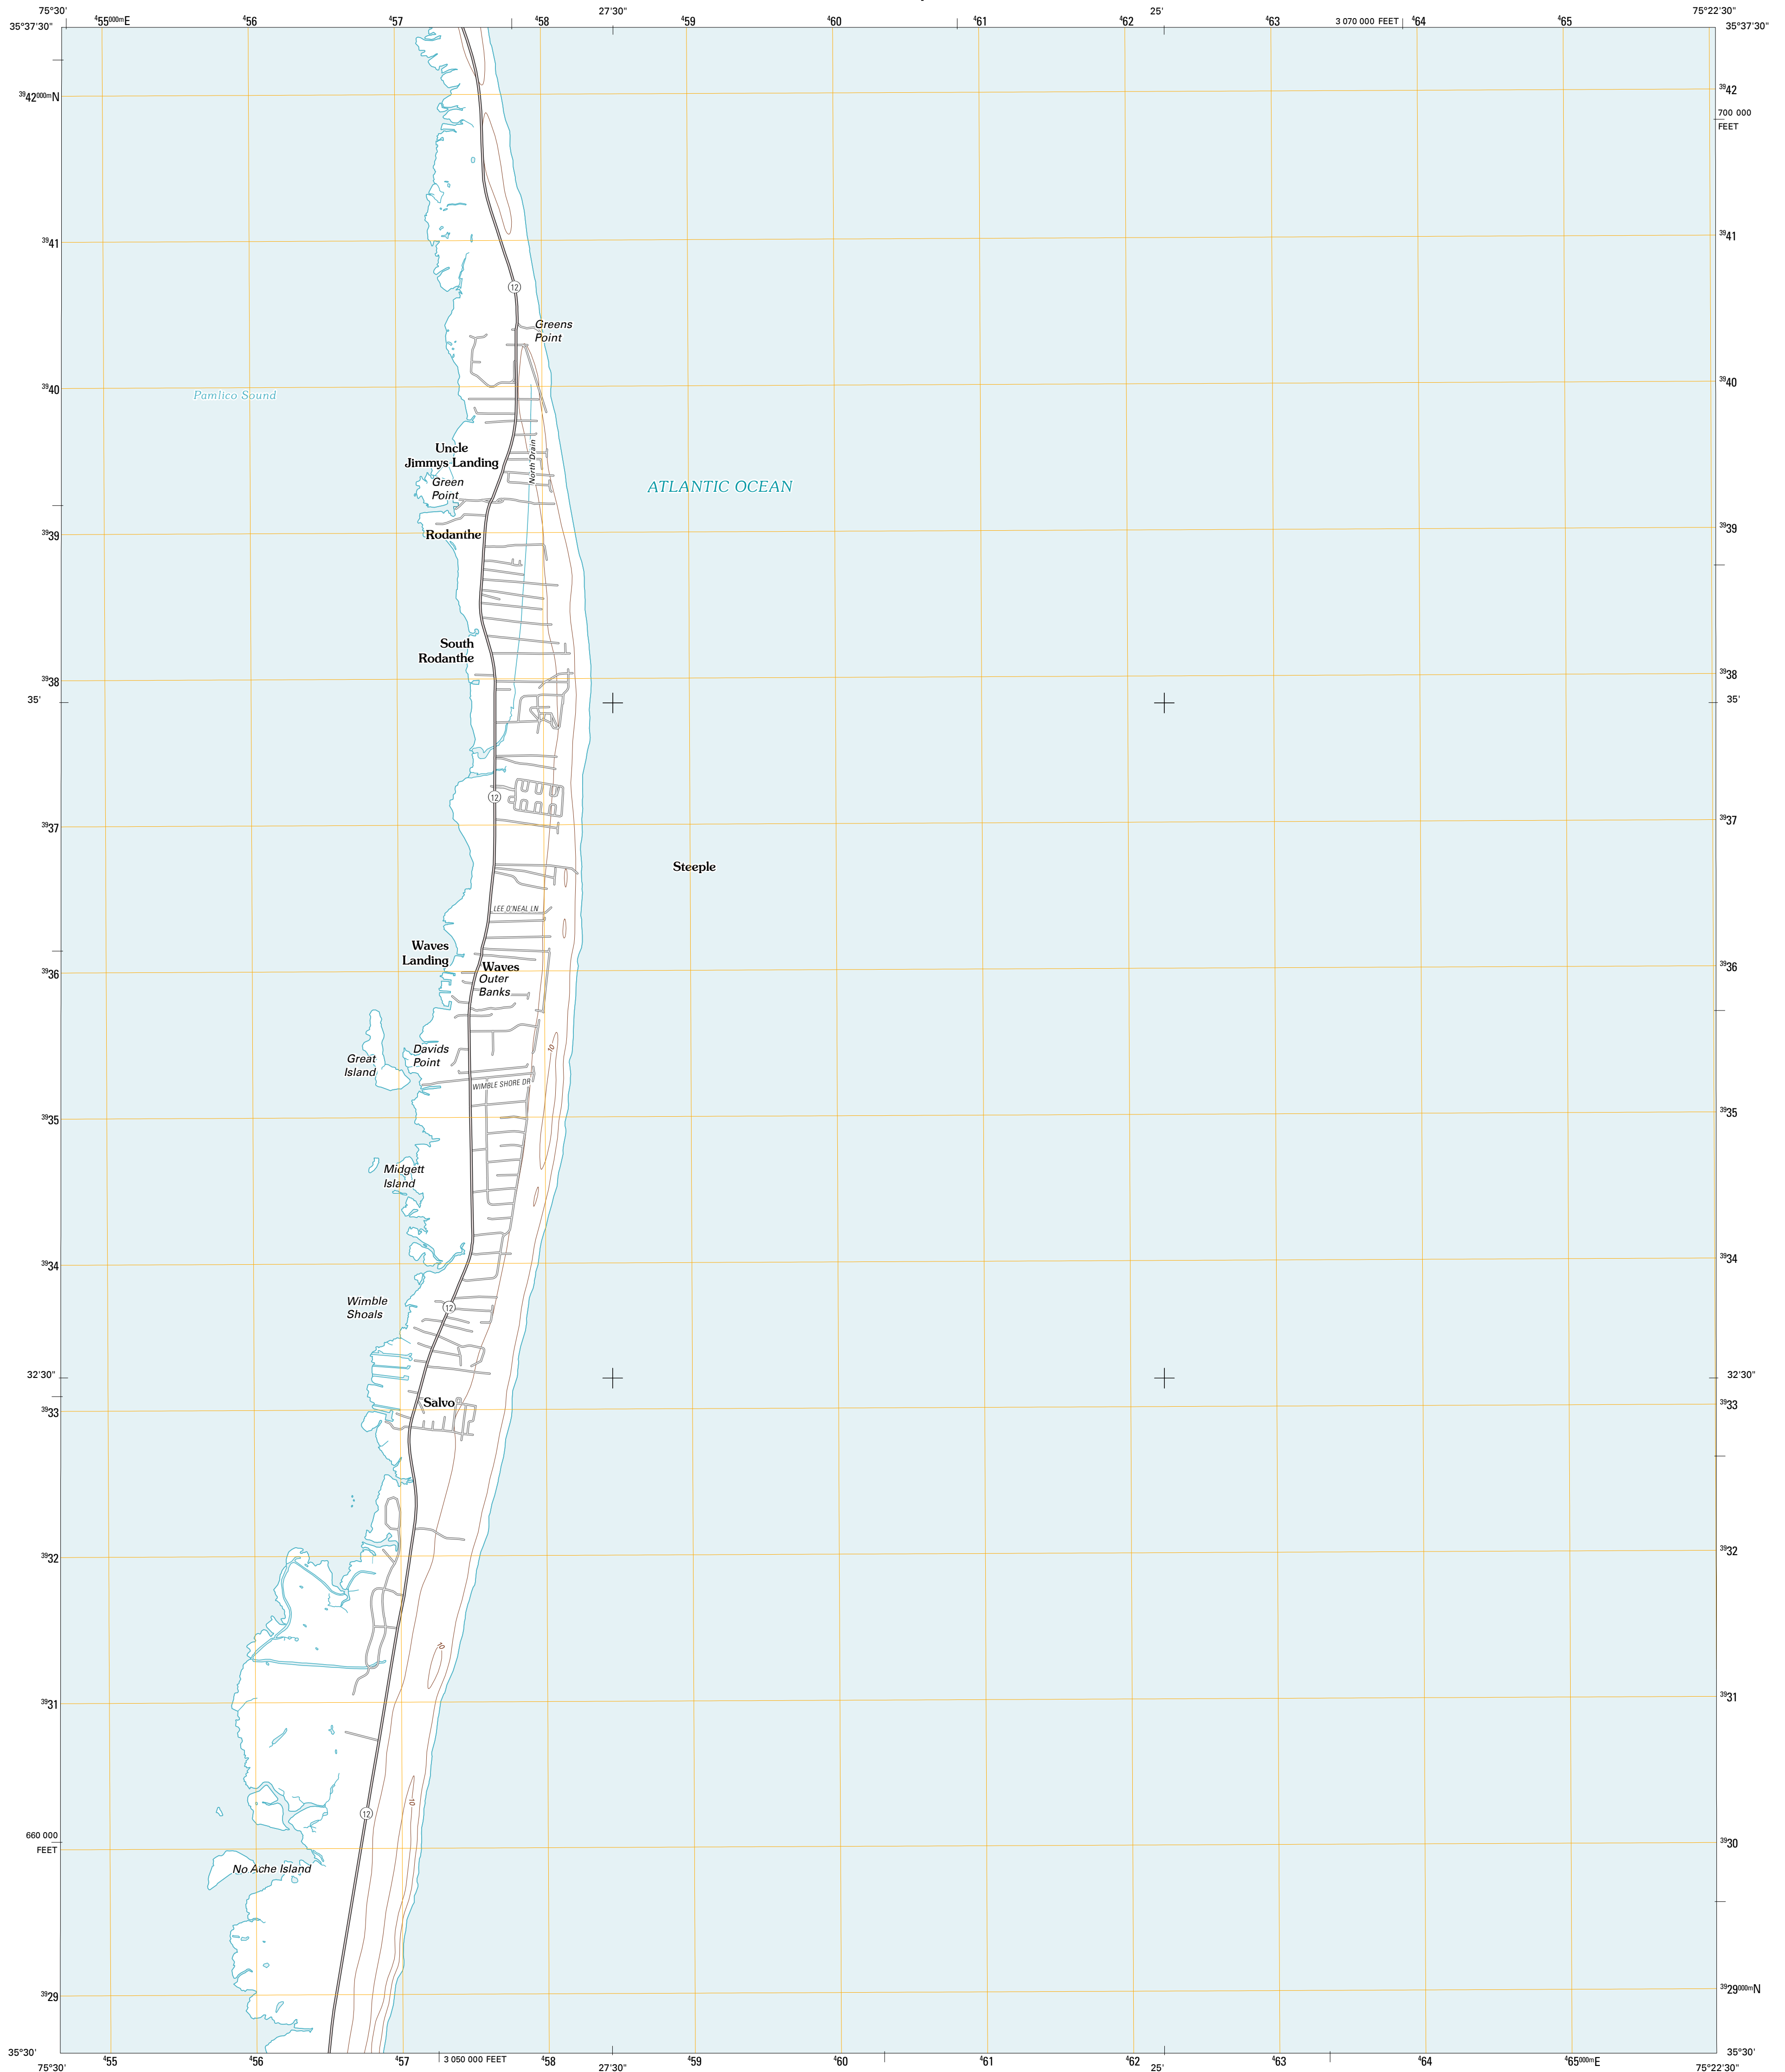 75°30' ⁴55⁰⁰⁰ᵐE ⁴56 ⁴57 ⁴58 27'30" ⁴59 ⁴60 ⁴61 ⁴62 25' ⁴63 3 070 000 FEET ⁴64 ⁴65 75°22'30"
35°37'30" 35°37'30"
³⁹42⁰⁰⁰ᵐN ³⁹42
700 000
FEET
³⁹41 ³⁹41
12
Greens
Point
³⁹40 ³⁹40
Pamlico Sound
Uncle
Jimmys Landing
North Drain
Green
Point
ATLANTIC OCEAN
³⁹39 Rodanthe ³⁹39
South
Rodanthe
³⁹38 ³⁹38
35' 35'
12
³⁹37 ³⁹37
Steeple
LEE O'NEAL LN
Waves
Landing
Waves
³⁹36 ³⁹36
Outer
Banks
10
Davids
Point
Great
Island
WIMBLE SHORE DR
³⁹35 ³⁹35
Midgett
Island
³⁹34 ³⁹34
Wimble
Shoals
12
32'30" 32'30"
Salvo
³⁹33 ³⁹33
³⁹32 ³⁹32
10
³⁹31 ³⁹31
10
12
660 000
FEET
³⁹30
No Ache Island
³⁹29 ³⁹29⁰⁰⁰ᵐN
35°30' 35°30'
75°30' ⁴55 ⁴56 ⁴57 3 050 000 FEET ⁴58 27'30" ⁴59 ⁴60 ⁴61 ⁴62 25' ⁴63 ⁴64 ⁴65⁰⁰⁰ᵐE 75°22'30"